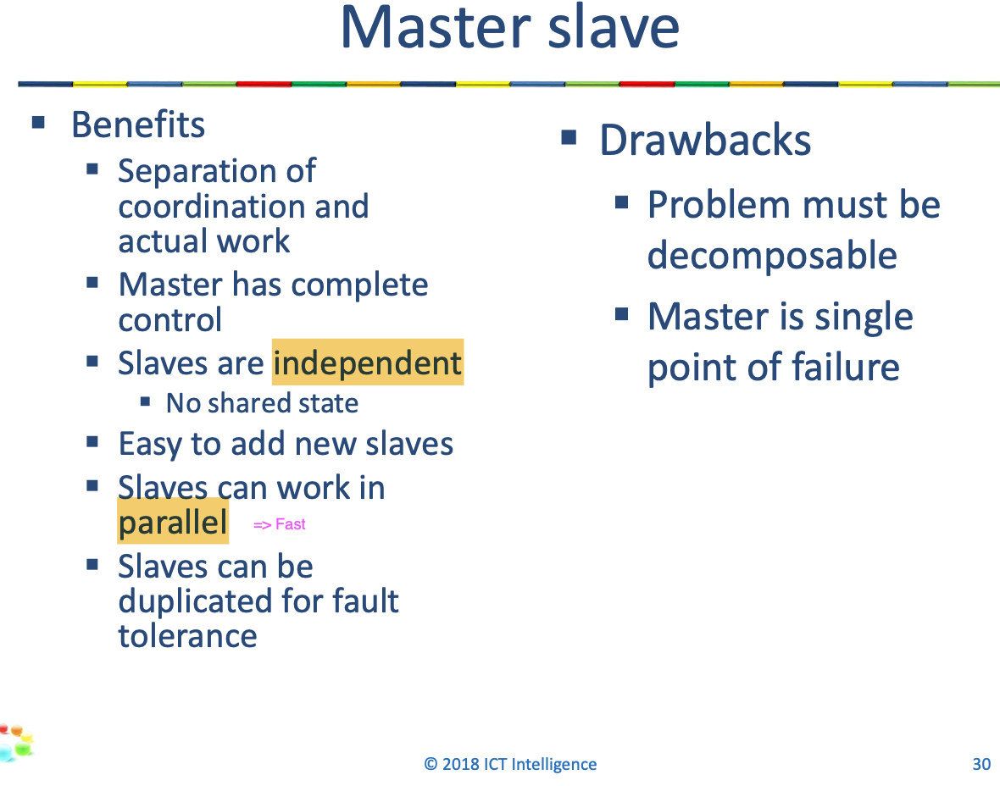 Master slave
Benefits
Separation of
coordination and
actual work
Master has complete
control
Slaves are independent
No shared state
Easy to add new slaves
Slaves can work in
parallel => Fast
Slaves can be
duplicated for fault
tolerance
Drawbacks
Problem must be
decomposable
Master is single
point of failure
© 2018 ICT Intelligence
30